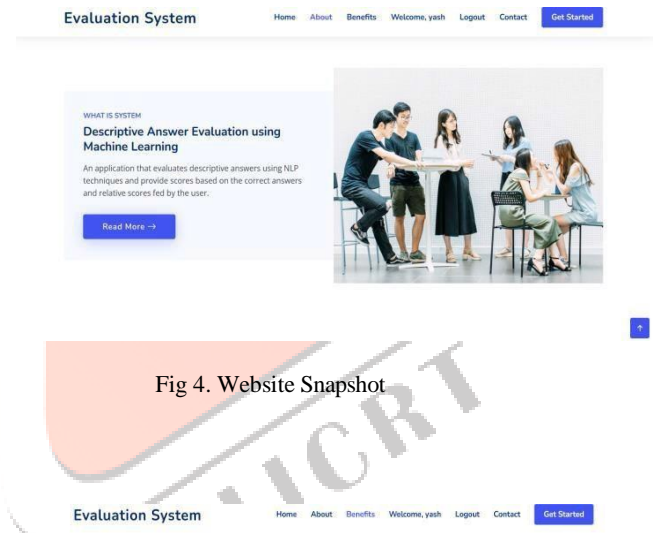 Evaluation System Home About Benefits Welcome, yash Logout Contact Get Started
WHAT IS SYSTEM
Descriptive Answer Evaluation using
Machine Learning
An application that evaluates descriptive answers using NLP
techniques and provide scores based on the correct answers
and relative scores fed by the user.
Read More →
Fig 4. Website Snapshot
IJCRT
Evaluation System Home About Benefits Welcome, yash Logout Contact Get Started